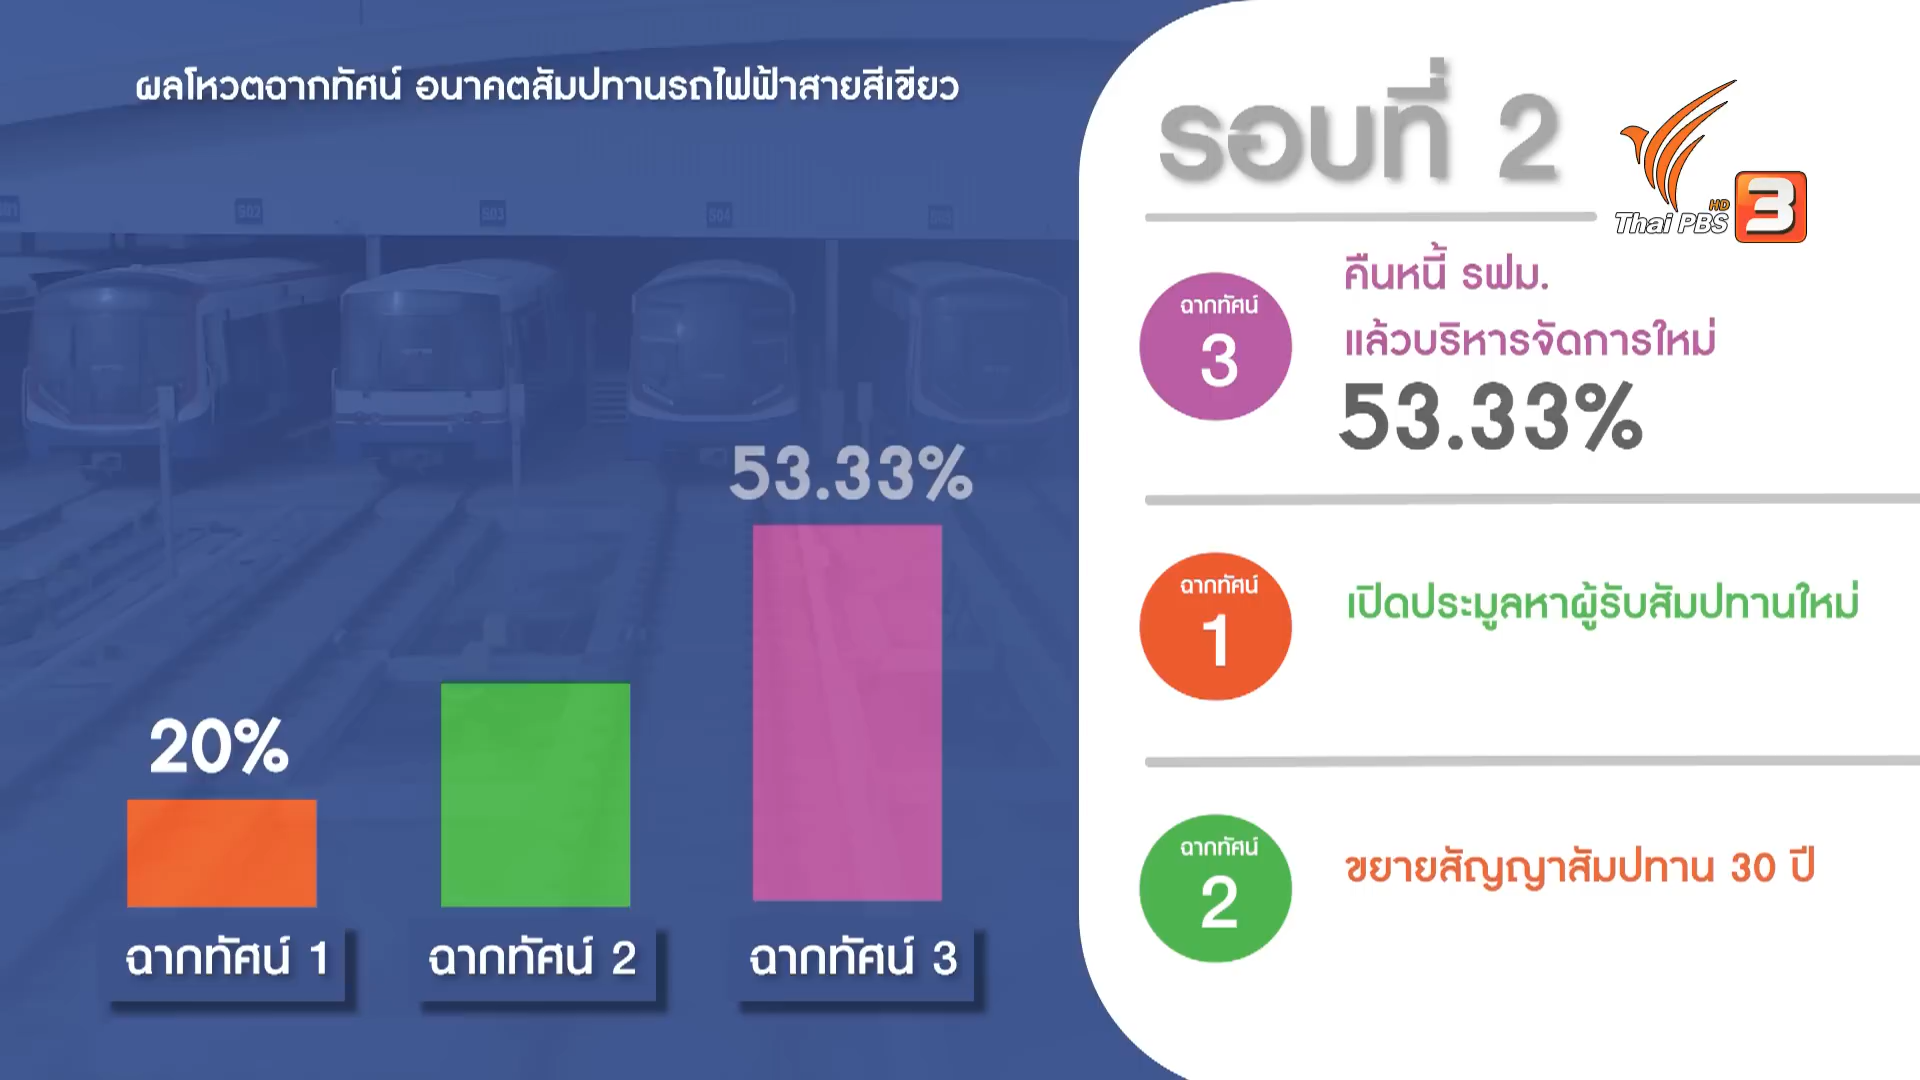 ผลโหวตฉากทัศน์ อนาคตสัมปทานรถไฟฟ้าสายสีเขียว
S02
S03
S04
53.33%
20%
ฉากทัศน์ 1
ฉากทัศน์ 2
ฉากทัศน์ 3
รอบที่ 2
HD
Thai PBS
3
ฉากทัศน์
3
คืนหนี้ รฟม.
แล้วบริหารจัดการใหม่
53.33%
ฉากทัศน์
1
เปิดประมูลหาผู้รับสัมปทานใหม่
ฉากทัศน์
2
ขยายสัญญาสัมปทาน 30 ปี